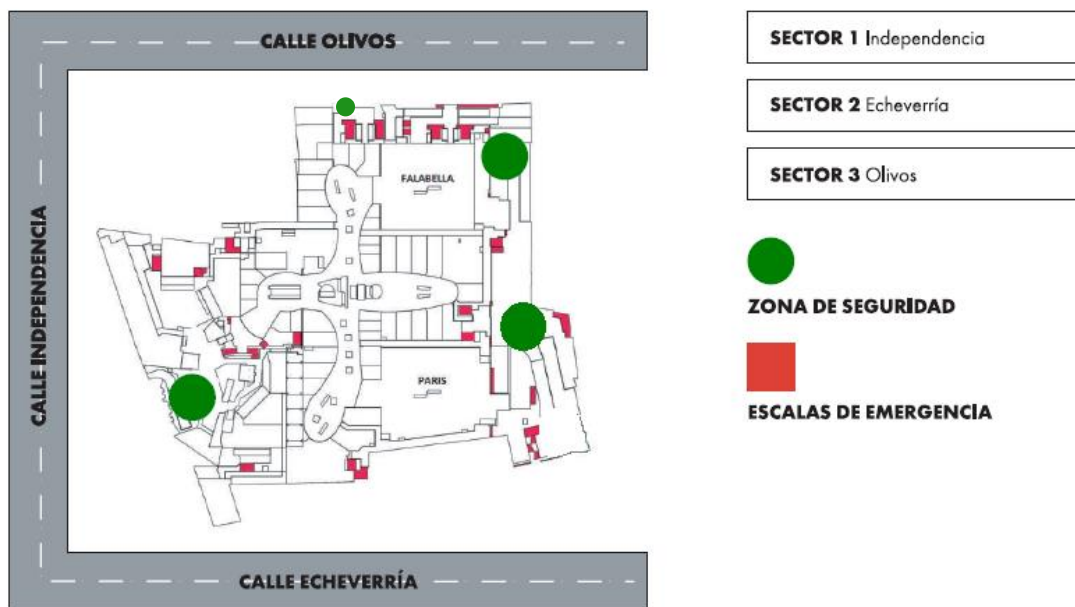 CALLE OLIVOS
CALLE INDEPENDENCIA
FALABELLA
PARIS
CALLE ECHEVERRÍA
SECTOR 1 Independencia
SECTOR 2 Echeverría
SECTOR 3 Olivos
ZONA DE SEGURIDAD
ESCALAS DE EMERGENCIA